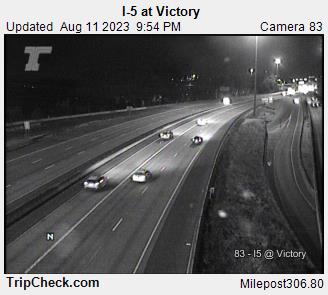 I-5 at Victory
Updated Aug 11 2023 9:54 PM Camera 83
T
N
83 - I5 @ Victory
TripCheck.com Milepost306.80